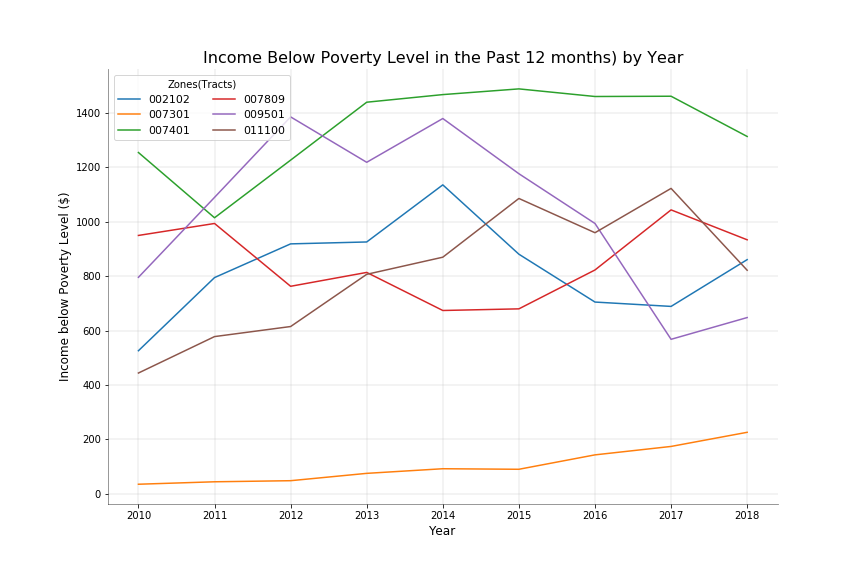 Income Below Poverty Level in the Past 12 months) by Year
Zones(Tracts)
002102 007809
007301 009501
007401 011100
Income below Poverty Level ($)
1400
1200
1000
800
600
400
200
0
2010 2011 2012 2013 2014 2015 2016 2017 2018
Year